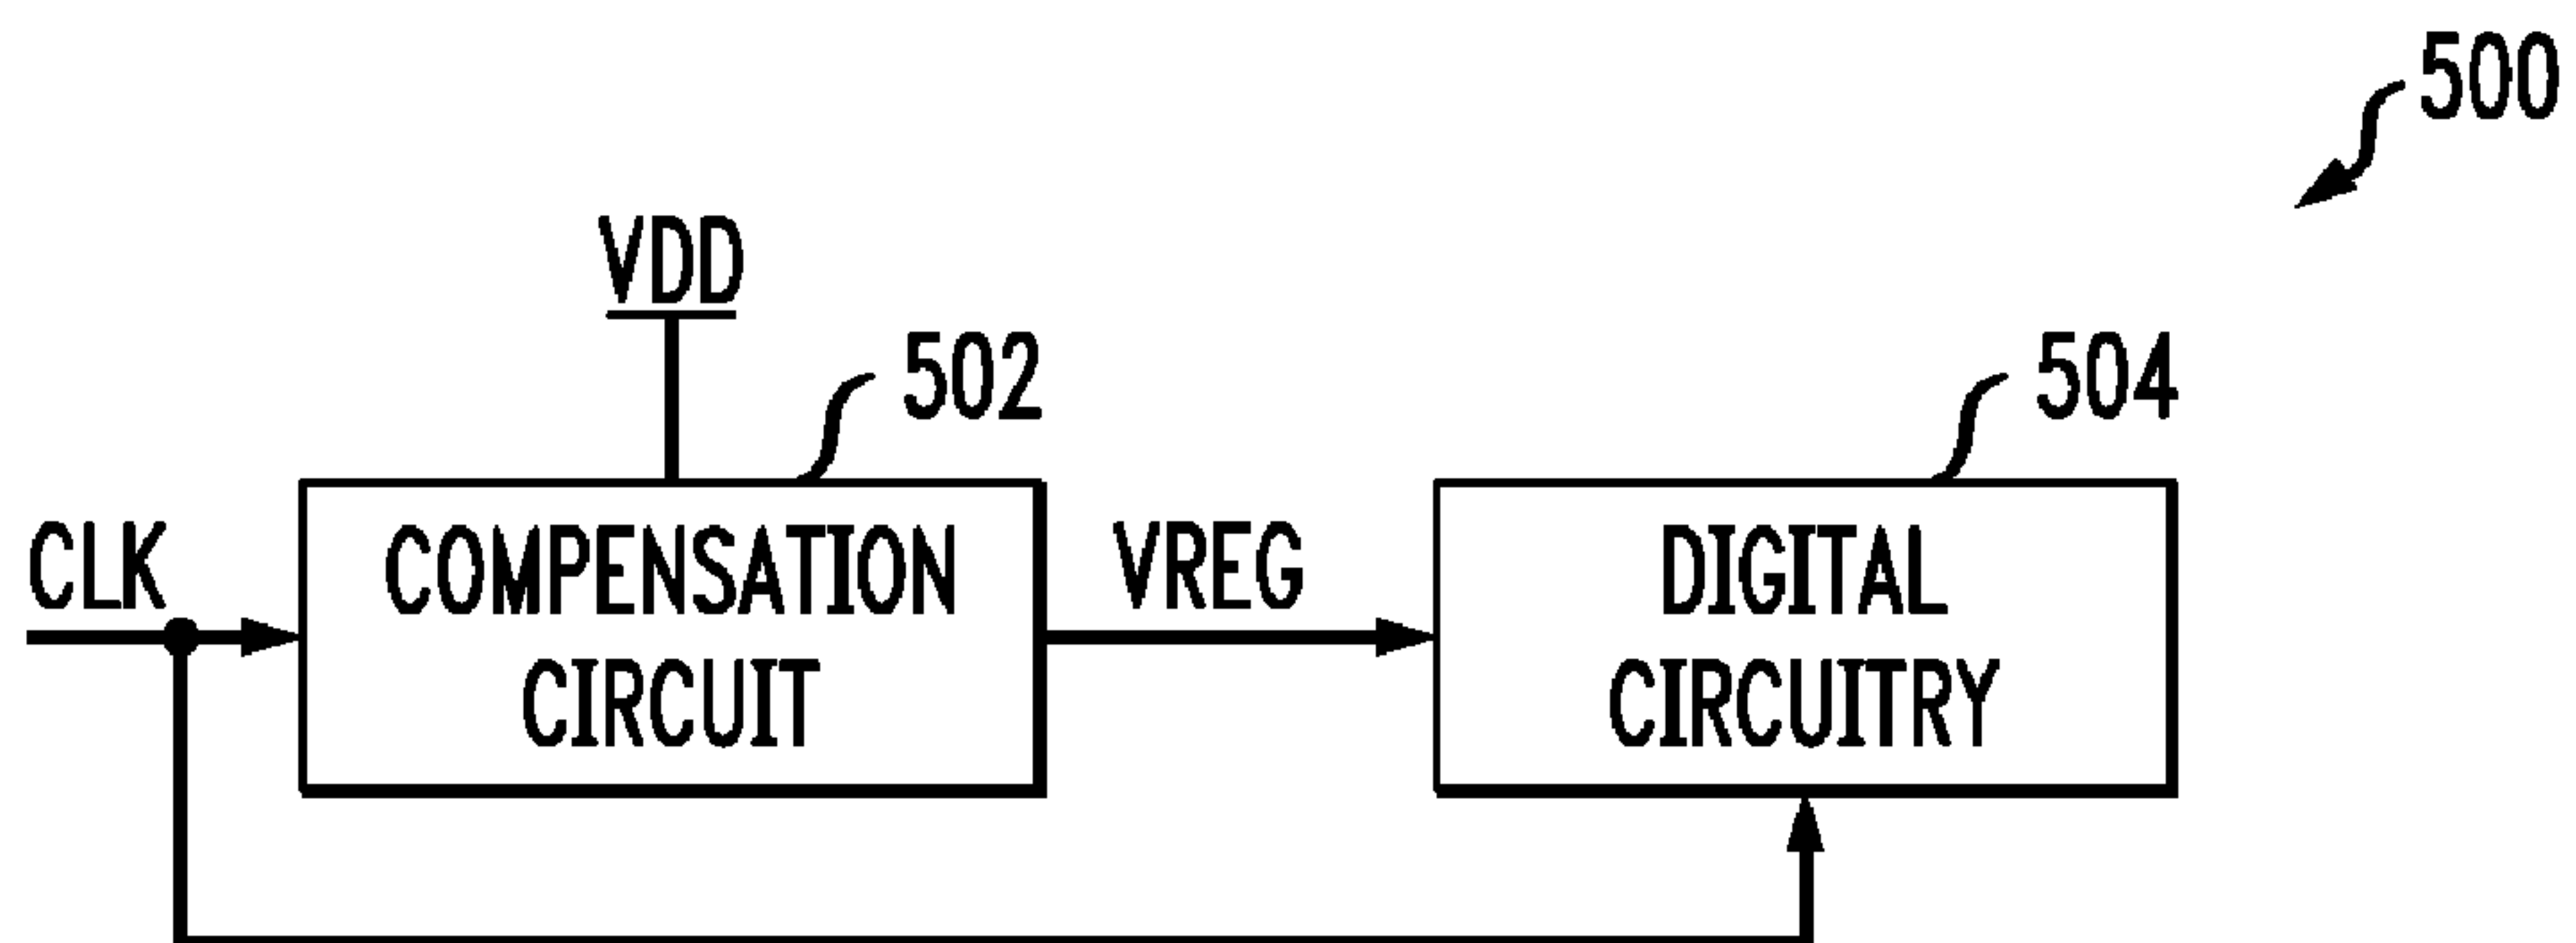 500
VDD
502
504
CLK
COMPENSATION
CIRCUIT
VREG
DIGITAL
CIRCUITRY